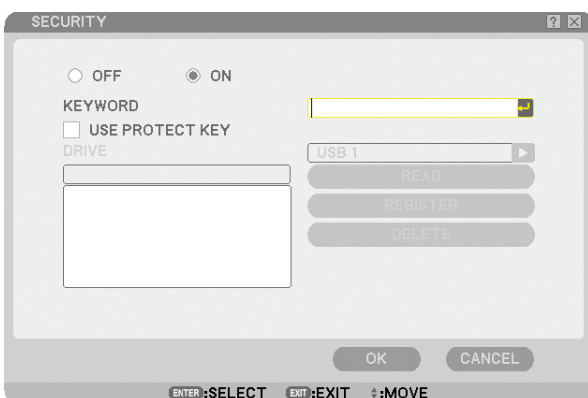 SECURITY
OFF ON
KEYWORD
USE PROTECT KEY
DRIVE USB 1
READ
REGISTER
DELETE
OK CANCEL
ENTER:SELECT EXIT:EXIT :MOVE